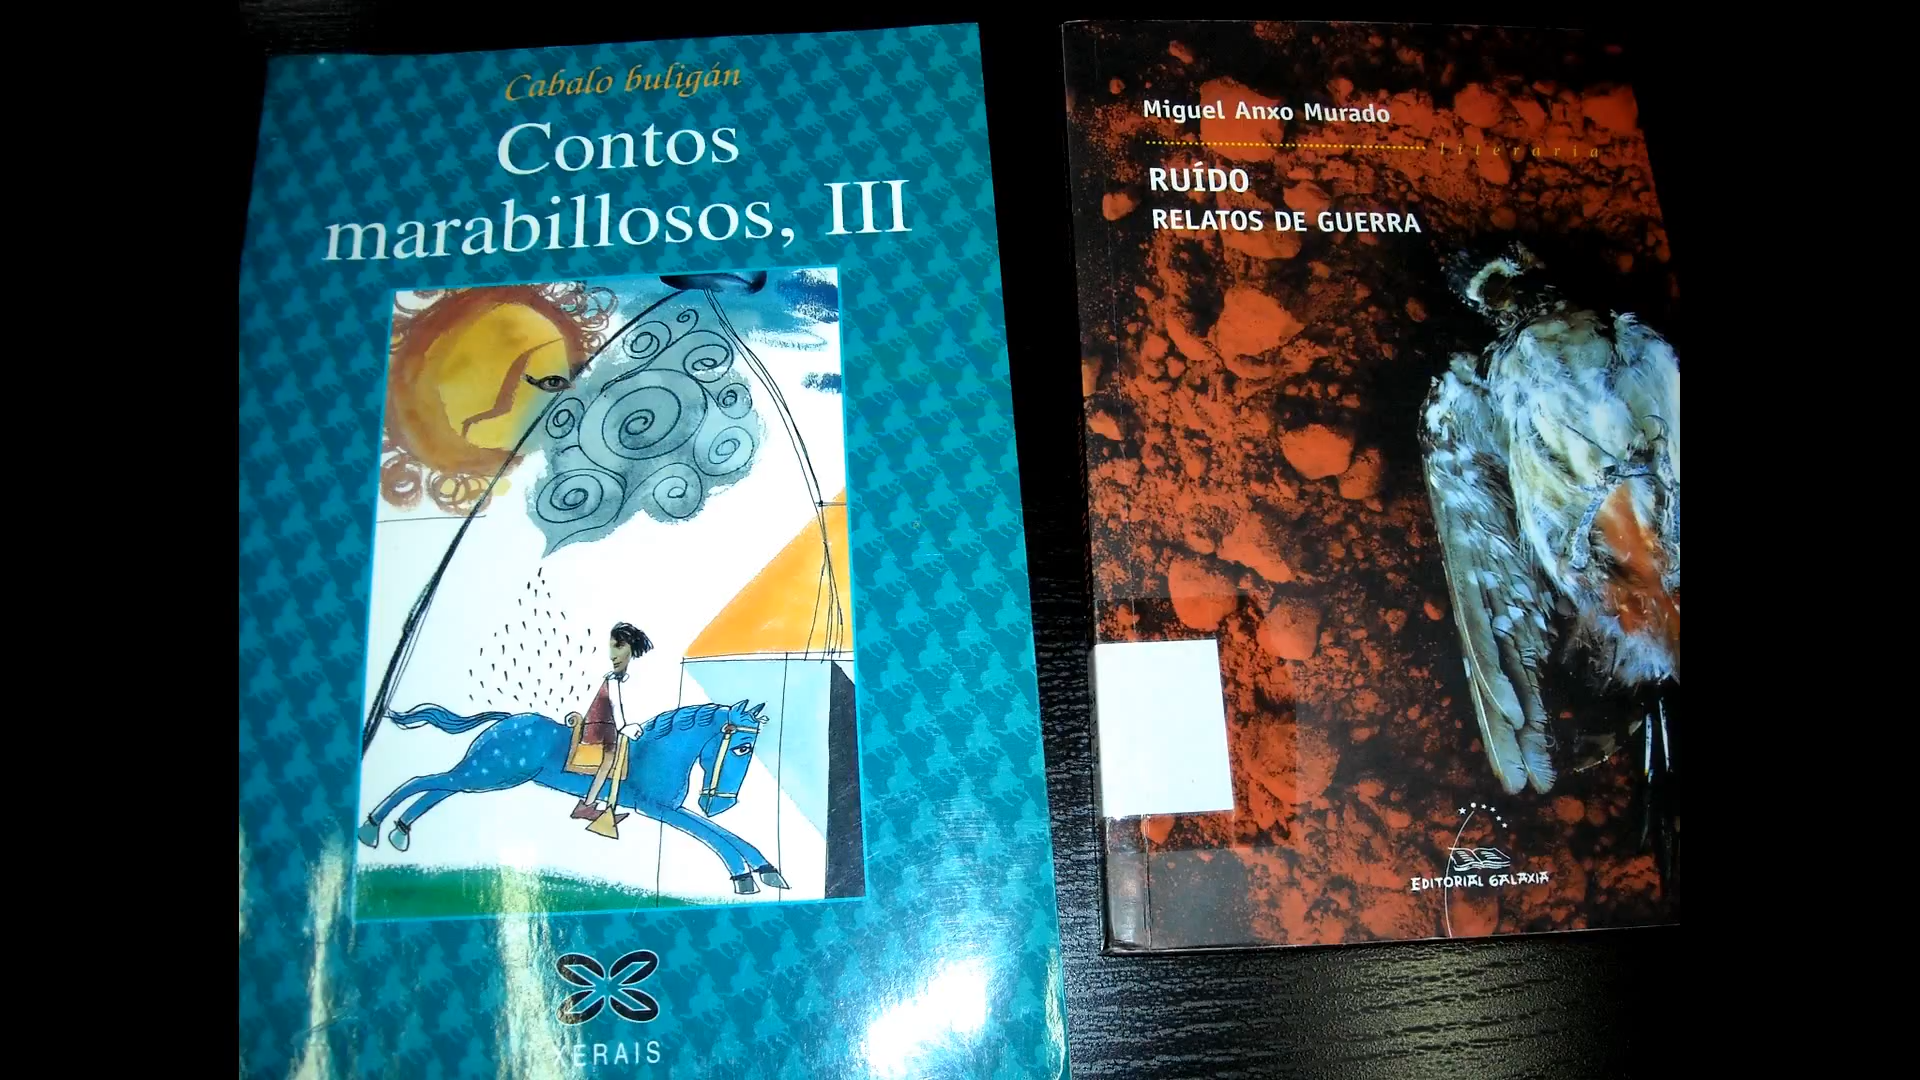 Cabalo buligán
Contos
marabillosos, III
XERAIS
Miguel Anxo Murado
literaria
RUÍDO
RELATOS DE GUERRA
EDITORIAL GALAXIA